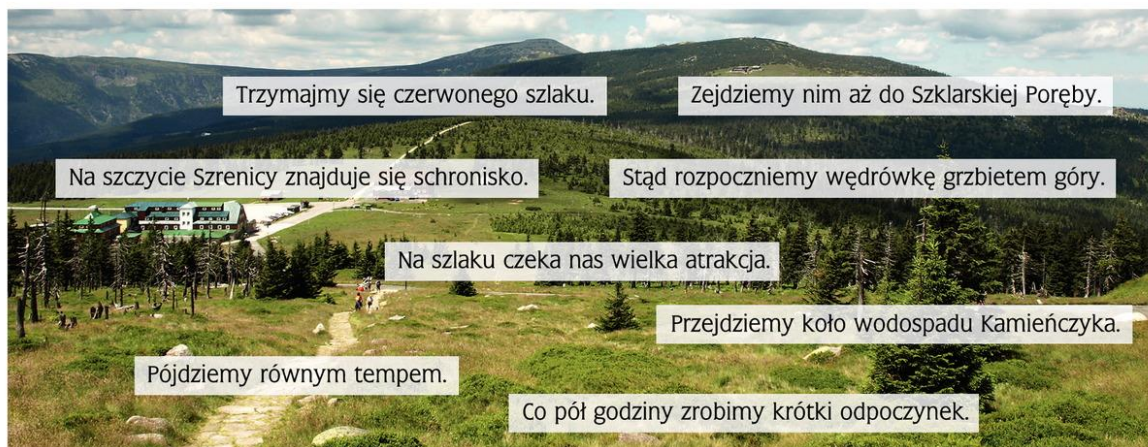 Trzymajmy się czerwonego szlaku.
Zejdziemy nim aż do Szklarskiej Poręby.
Na szczycie Szrenicy znajduje się schronisko.
Stąd rozpoczniemy wędrówkę grzbietem góry.
Na szlaku czeka nas wielka atrakcja.
Przejdziemy koło wodospadu Kamieńczyka.
Pójdziemy równym tempem.
Co pół godziny zrobimy krótki odpoczynek.